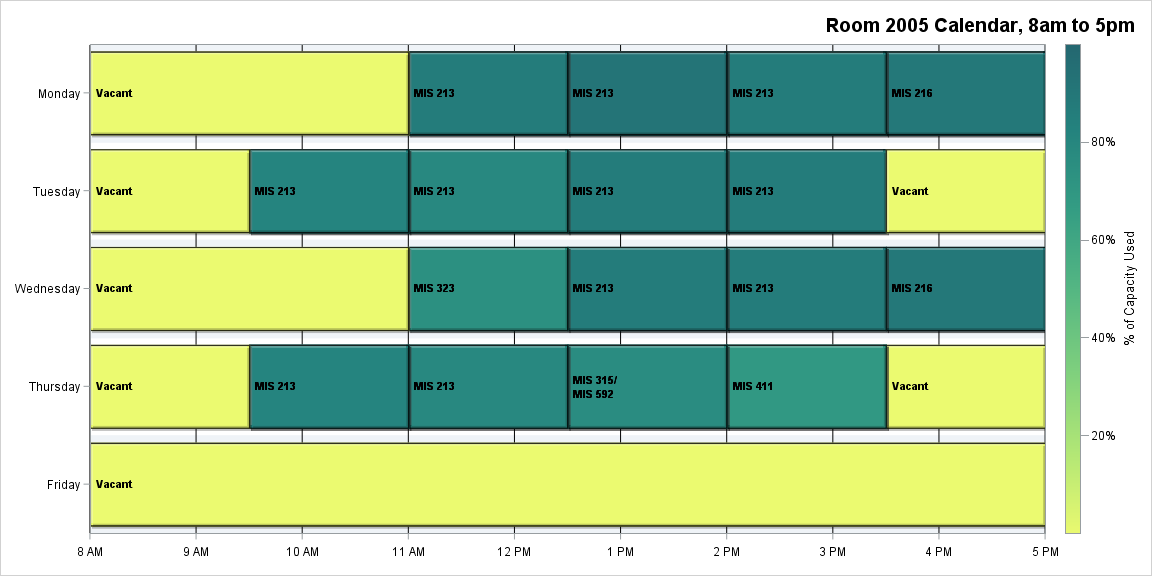 Room 2005 Calendar, 8am to 5pm
Monday
Vacant
MIS 213
MIS 213
MIS 213
MIS 216
Tuesday
Vacant
MIS 213
MIS 213
MIS 213
MIS 213
Vacant
Wednesday
Vacant
MIS 323
MIS 213
MIS 213
MIS 216
Thursday
Vacant
MIS 213
MIS 213
MIS 315/
MIS 592
MIS 411
Vacant
Friday
Vacant
8 AM
9 AM
10 AM
11 AM
12 PM
1 PM
2 PM
3 PM
4 PM
5 PM
80%
60%
40%
20%
% of Capacity Used